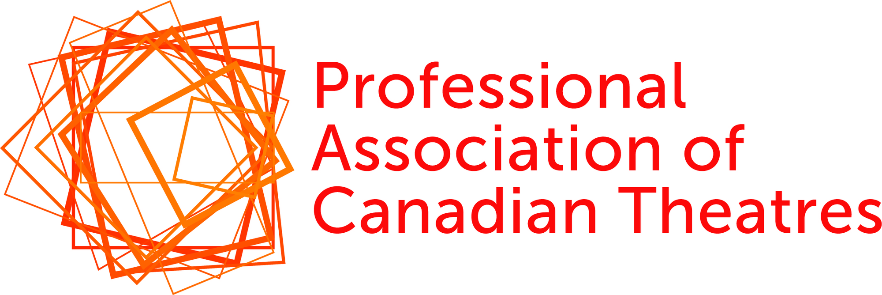 Professional
Association of
Canadian Theatres